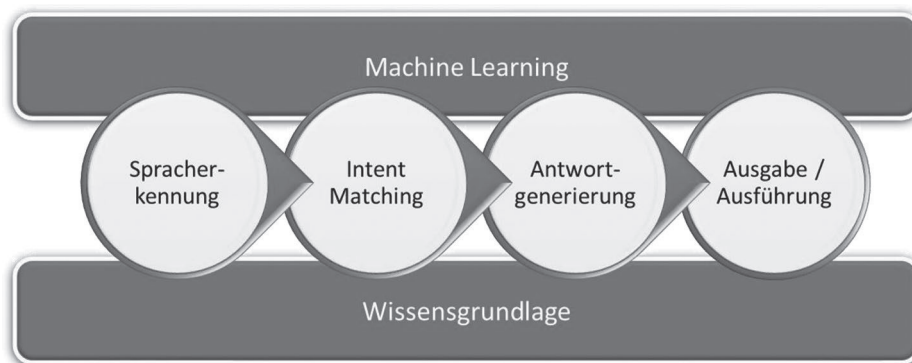 Machine Learning
Spracher-
kennung
Intent
Matching
Antwort-
generierung
Ausgabe /
Ausführung
Wissensgrundlage